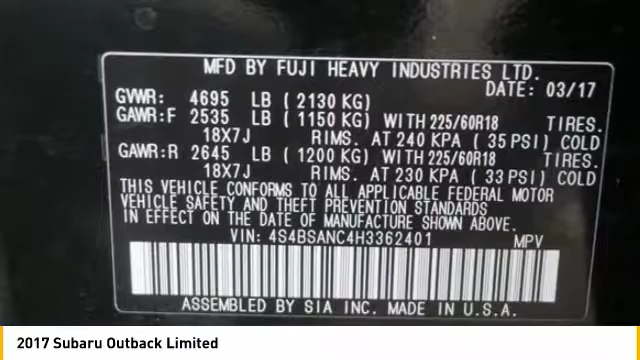 MFD BY FUJI HEAVY INDUSTRIES LTD.
DATE: 03/17
GVWR: 4695 LB ( 2130 KG)
GAWR:F 2535 LB ( 1150 KG) WITH 225/60R18 TIRES.
18X7J RIMS. AT 240 KPA ( 35 PSI) COLD
GAWR:R 2645 LB ( 1200 KG) WITH 225/60R18 TIRES.
18X7J RIMS. AT 230 KPA ( 33 PSI) COLD
THIS VEHICLE CONFORMS TO ALL APPLICABLE FEDERAL MOTOR
VEHICLE SAFETY AND THEFT PREVENTION STANDARDS
IN EFFECT ON THE DATE OF MANUFACTURE SHOWN ABOVE.
VIN: 4S4BSANC4H3362401 MPV
ASSEMBLED BY SIA INC. MADE IN U.S.A.
2017 Subaru Outback Limited